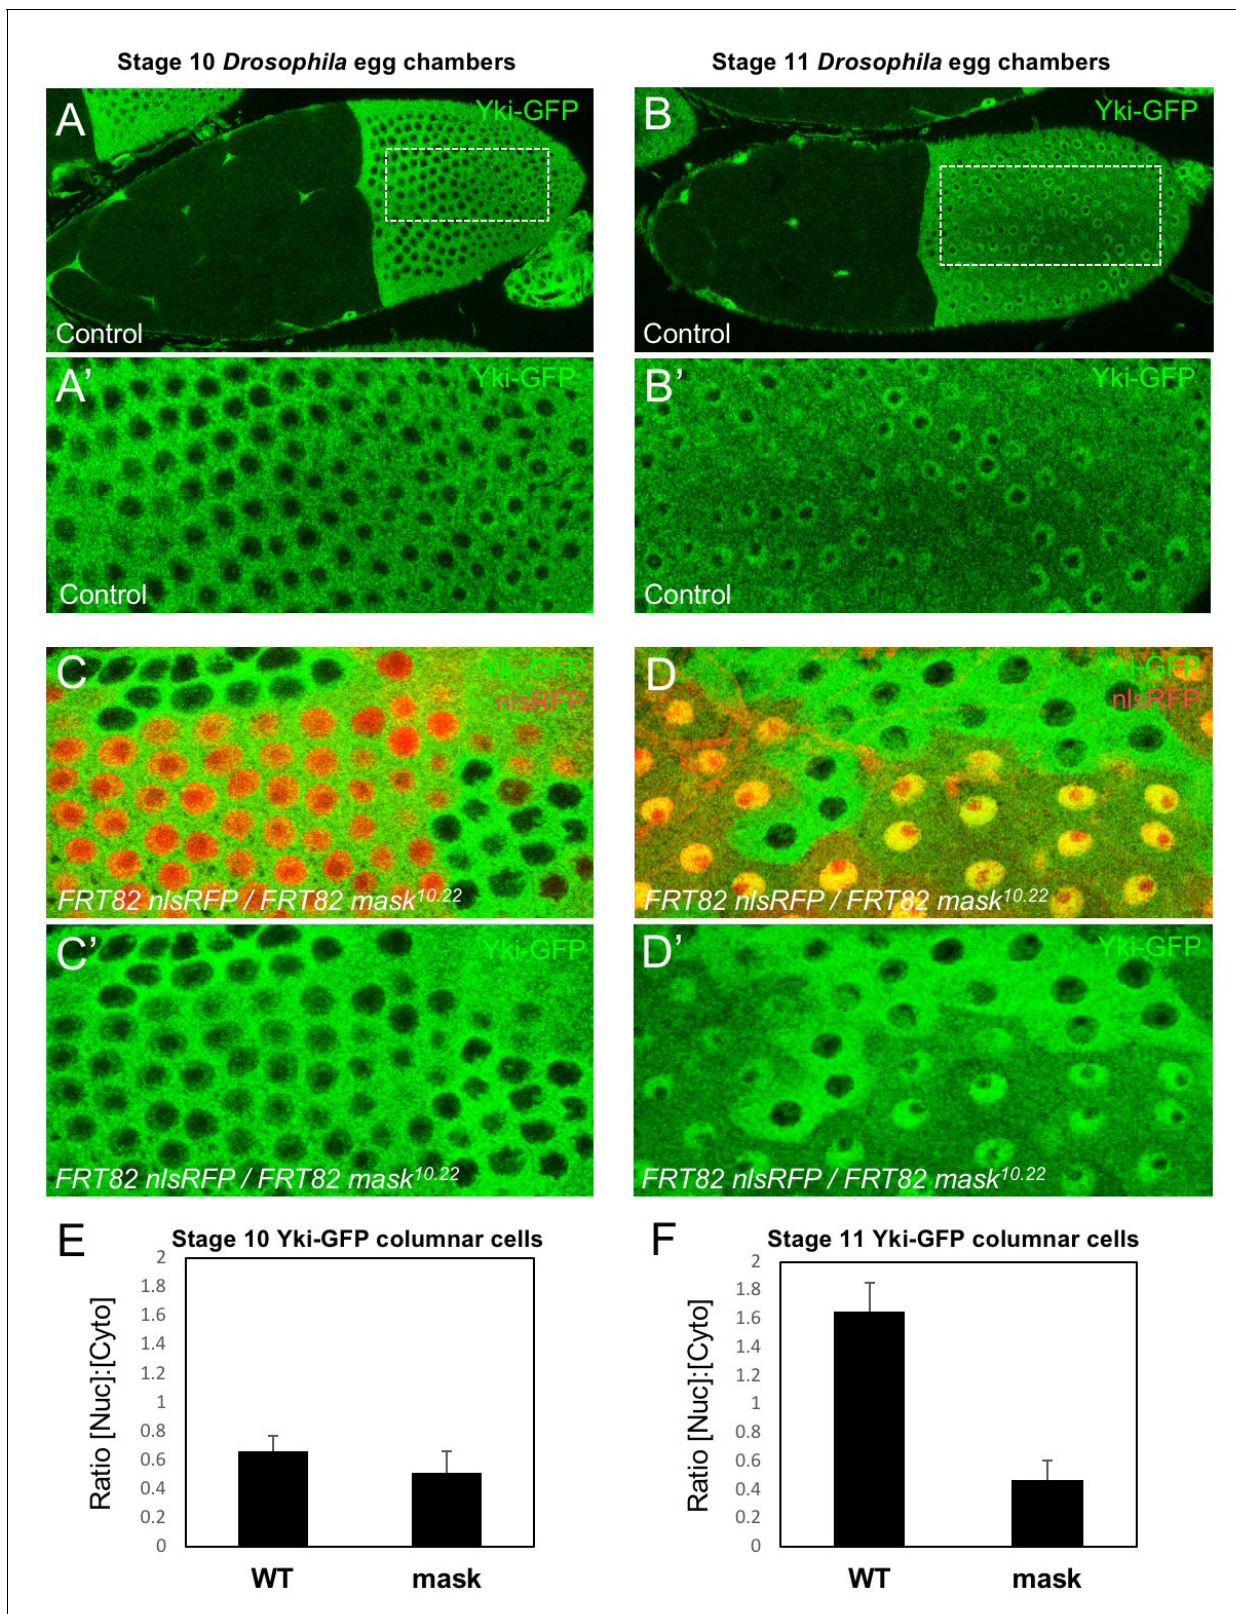 Stage 10 Drosophila egg chambers
Stage 11 Drosophila egg chambers
A
Yki-GFP
Control
B
Yki-GFP
Control
A’
Yki-GFP
Control
B’
Yki-GFP
Control
C
Yki-GFP
nlsRFP
FRT82 nlsRFP / FRT82 mask10.22
D
Yki-GFP
nlsRFP
FRT82 nlsRFP / FRT82 mask10.22
C’
Yki-GFP
FRT82 nlsRFP / FRT82 mask10.22
D’
Yki-GFP
FRT82 nlsRFP / FRT82 mask10.22
E
Stage 10 Yki-GFP columnar cells
Ratio [Nuc]:[Cyto]
2
1.8
1.6
1.4
1.2
1
0.8
0.6
0.4
0.2
0
WT
mask
F
Stage 11 Yki-GFP columnar cells
Ratio [Nuc]:[Cyto]
2
1.8
1.6
1.4
1.2
1
0.8
0.6
0.4
0.2
0
WT
mask